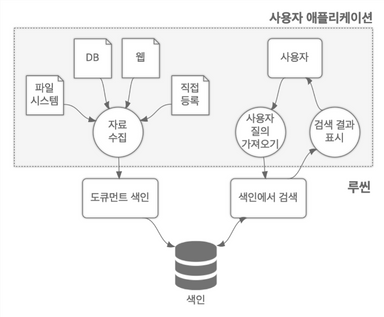 사용자 애플리케이션
DB
웹
사용자
파일
시스템
직접
등록
자료
수집
사용자
질의
가져오기
검색 결과
표시
루씬
도큐먼트 색인
색인에서 검색
색인